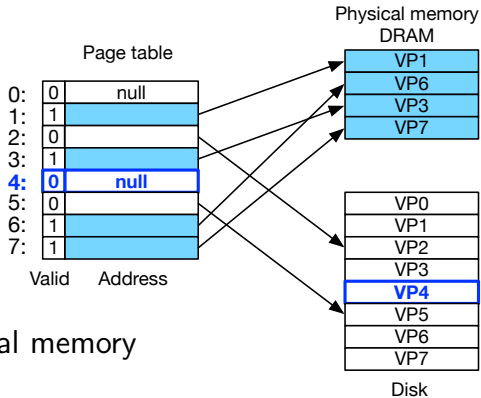 Physical memory
DRAM
Page table
VP1
VP6
VP3
VP7
0: 0 null
1: 1
2: 0
3: 1
4: 0 null
5: 0
6: 1
7: 1
Valid Address
VP0
VP1
VP2
VP3
VP4
VP5
VP6
VP7
Disk
al memory